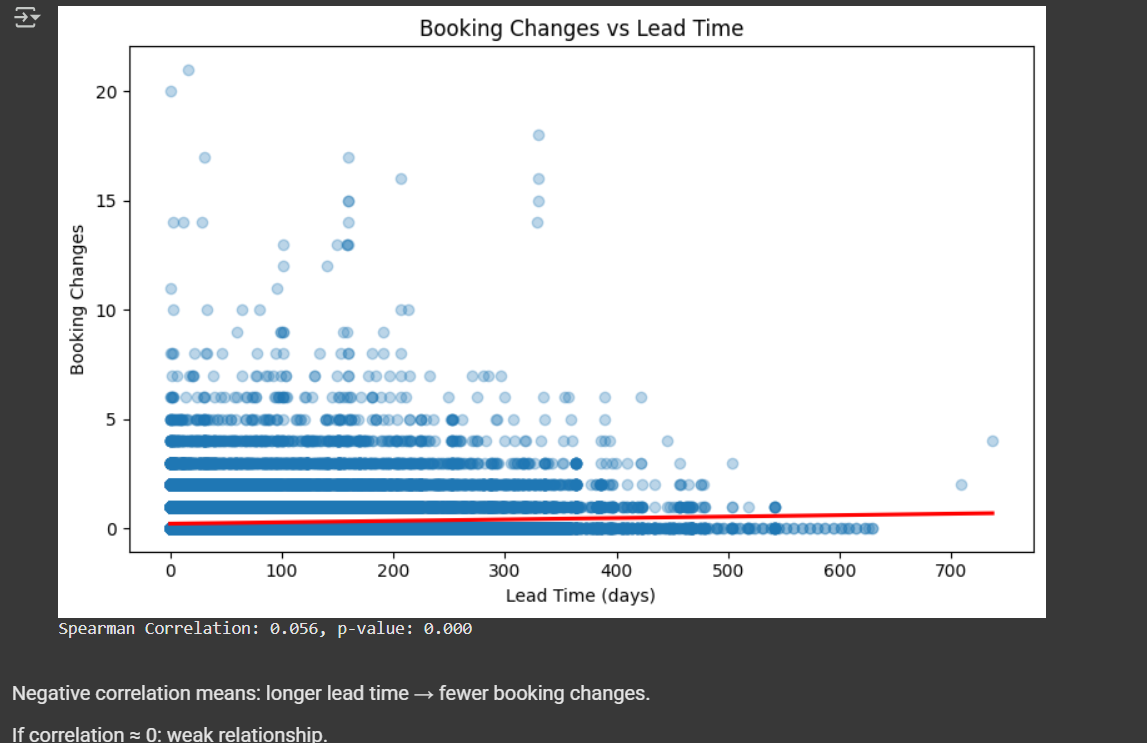 Booking Changes vs Lead Time
20
15
10
5
0
Booking Changes
0 100 200 300 400 500 600 700
Lead Time (days)
Spearman Correlation: 0.056, p-value: 0.000
Negative correlation means: longer lead time → fewer booking changes.
If correlation ≈ 0: weak relationship.